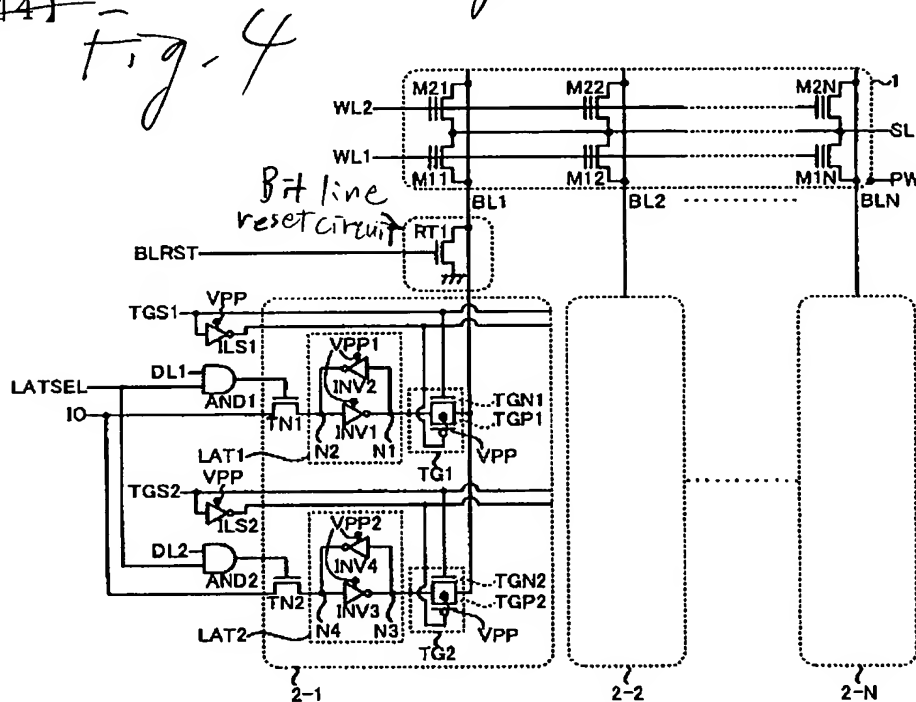 Fig. 4
M21 M22 M2N 1
WL2
SL
WL1
M11 M12 M1N PW
Bit line
reset circuit
BL1 BL2 BLN
RT1
BLRST
VPP
TGS1
ILS1
VPP1
DL1
INV2
LATSEL
AND1
TGN1
IO
TN1 INV1 TGP1
N2 N1
LAT1 VPP
TG1
VPP
TGS2
ILS2
VPP2
DL2
INV4
AND2
TGN2
TN2 INV3 TGP2
N4 N3
LAT2 VPP
TG2
2-1 2-2 2-N